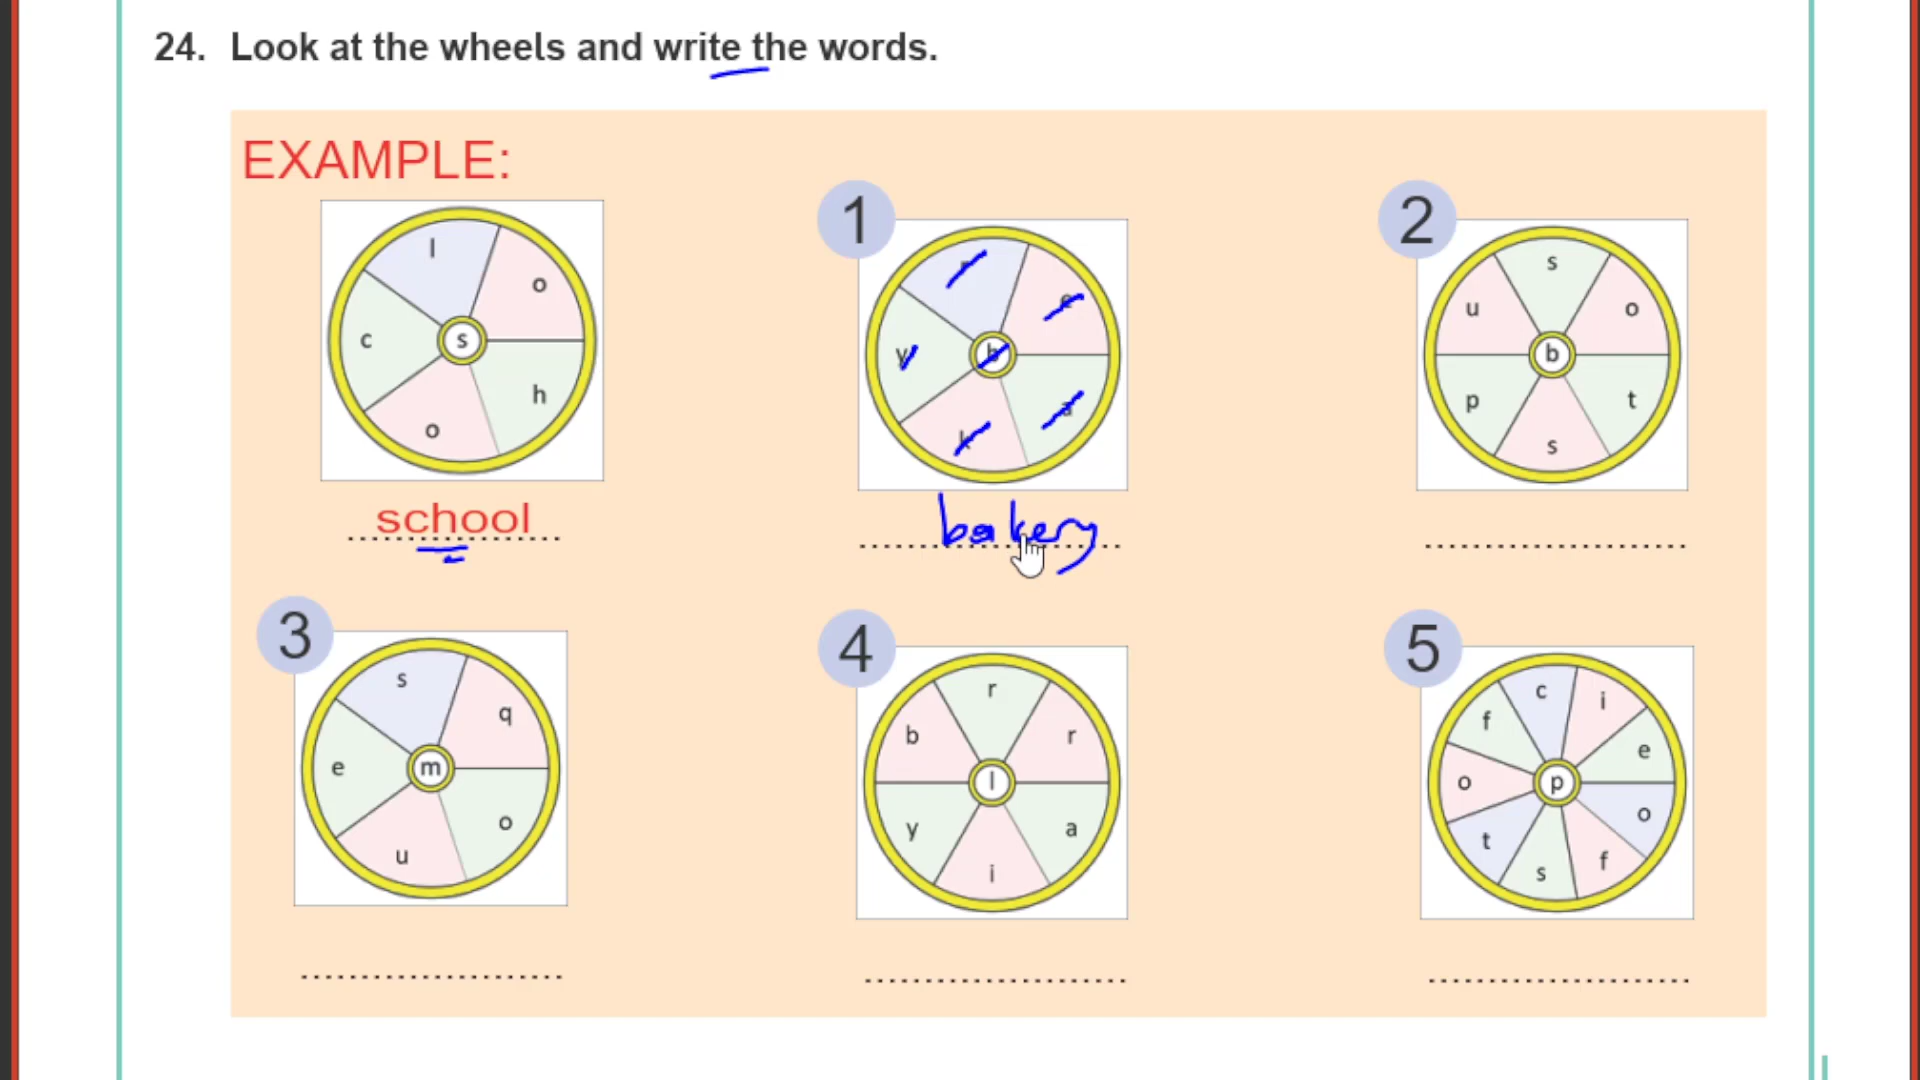 24. Look at the wheels and write the words.
EXAMPLE:
l
o
c
s
h
o
school
1
r
e
y
b
a
k
bakery
2
s
u
o
b
p
t
s
3
s
q
e
m
o
u
4
r
b
r
l
y
a
i
5
c
i
f
e
o
p
o
t
f
s